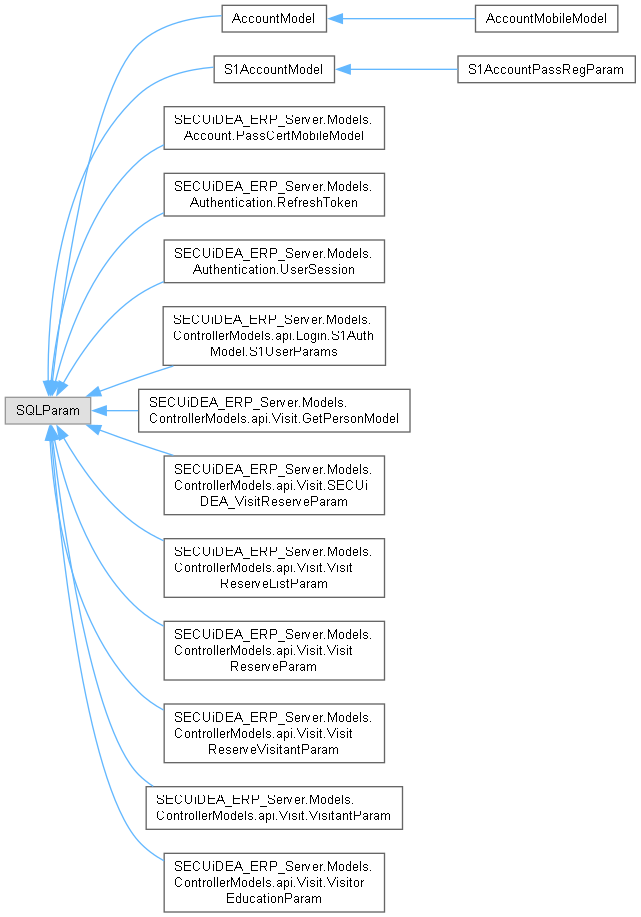 AccountModel
AccountMobileModel
S1AccountModel
S1AccountPassRegParam
SECUiDEA_ERP_Server.Models.
Account.PassCertMobileModel
SECUiDEA_ERP_Server.Models.
Authentication.RefreshToken
SECUiDEA_ERP_Server.Models.
Authentication.UserSession
SECUiDEA_ERP_Server.Models.
ControllerModels.api.Login.S1Auth
Model.S1UserParams
SQLParam
SECUiDEA_ERP_Server.Models.
ControllerModels.api.Visit.GetPersonModel
SECUiDEA_ERP_Server.Models.
ControllerModels.api.Visit.SECUi
DEA_VisitReserveParam
SECUiDEA_ERP_Server.Models.
ControllerModels.api.Visit.Visit
ReserveListParam
SECUiDEA_ERP_Server.Models.
ControllerModels.api.Visit.Visit
ReserveParam
SECUiDEA_ERP_Server.Models.
ControllerModels.api.Visit.Visit
ReserveVisitantParam
SECUiDEA_ERP_Server.Models.
ControllerModels.api.Visit.VisitantParam
SECUiDEA_ERP_Server.Models.
ControllerModels.api.Visit.Visitor
EducationParam